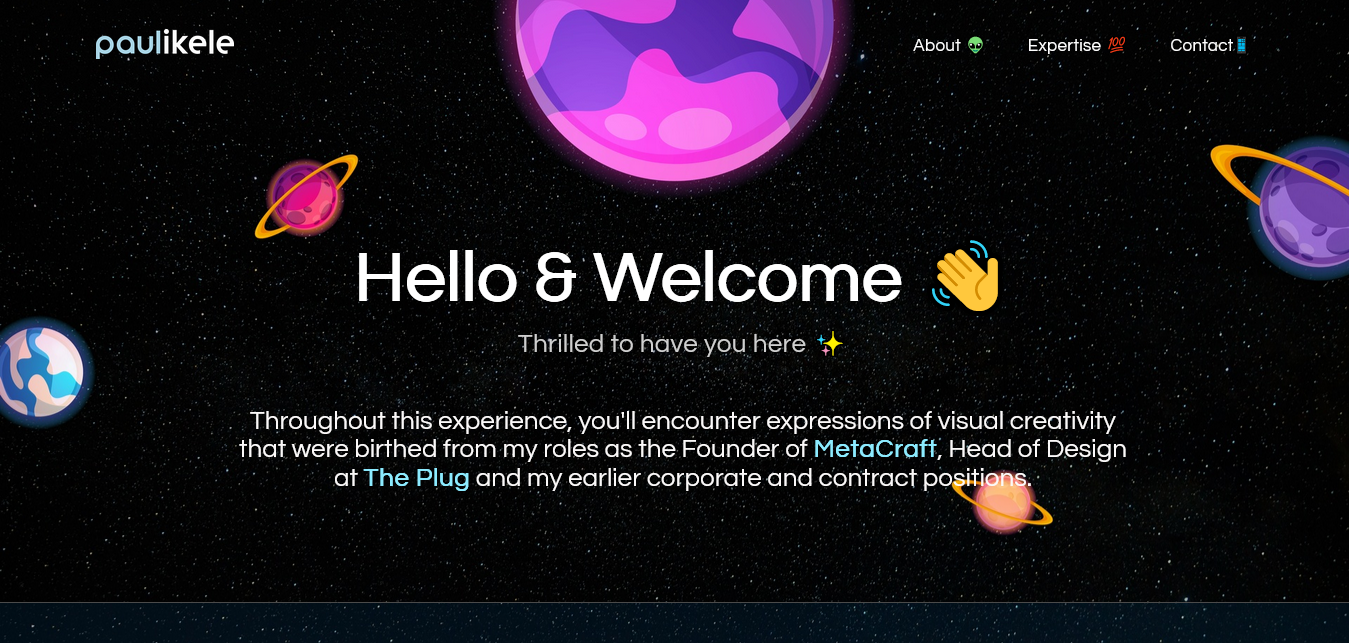 paulikele
About 👽 Expertise 💯 Contact📱
Hello & Welcome 👋
Thrilled to have you here ✨
Throughout this experience, you'll encounter expressions of visual creativity
that were birthed from my roles as the Founder of MetaCraft, Head of Design
at The Plug and my earlier corporate and contract positions.